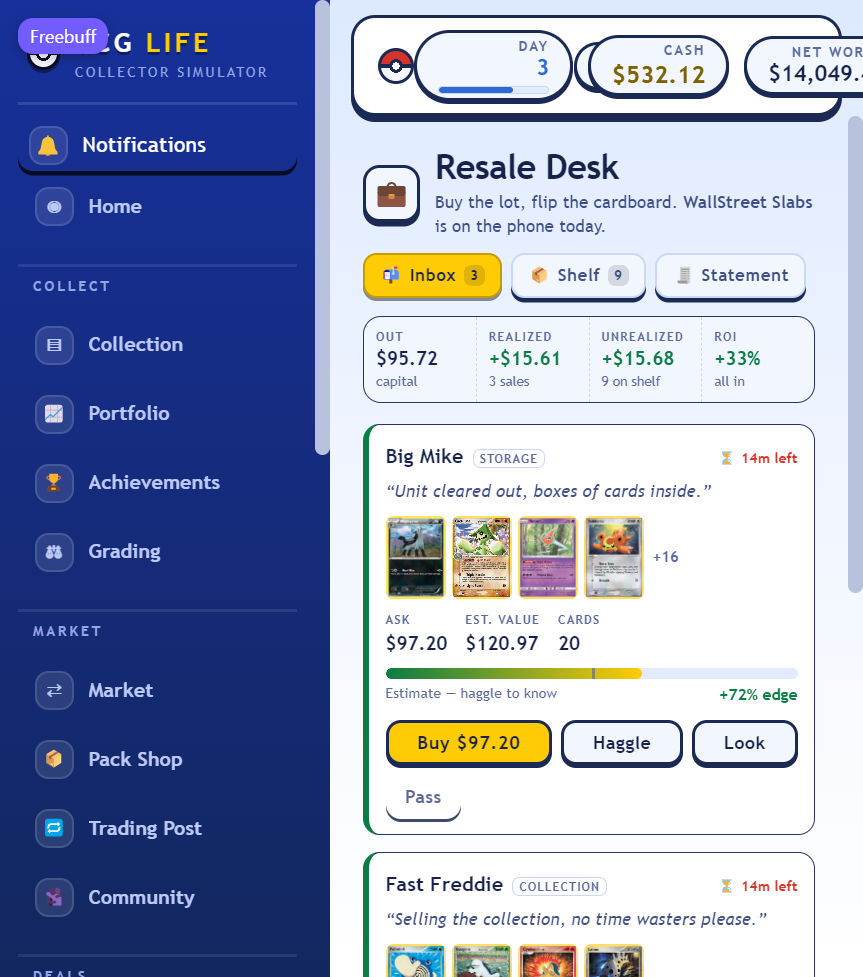 Freebuff
CG LIFE
COLLECTOR SIMULATOR
Notifications
Home
COLLECT
Collection
Portfolio
Achievements
Grading
MARKET
Market
Pack Shop
Trading Post
Community
DEALS
DAY
3
CASH
$532.12
NET WOR
$14,049.
Resale Desk
Buy the lot, flip the cardboard. WallStreet Slabs
is on the phone today.
Inbox 3
Shelf 9
Statement
OUT
$95.72
capital
REALIZED
+$15.61
3 sales
UNREALIZED
+$15.68
9 on shelf
ROI
+33%
all in
Big Mike STORAGE
14m left
“Unit cleared out, boxes of cards inside.”
+16
ASK
$97.20
EST. VALUE
$120.97
CARDS
20
Estimate — haggle to know
+72% edge
Buy $97.20
Haggle
Look
Pass
Fast Freddie COLLECTION
14m left
“Selling the collection, no time wasters please.”